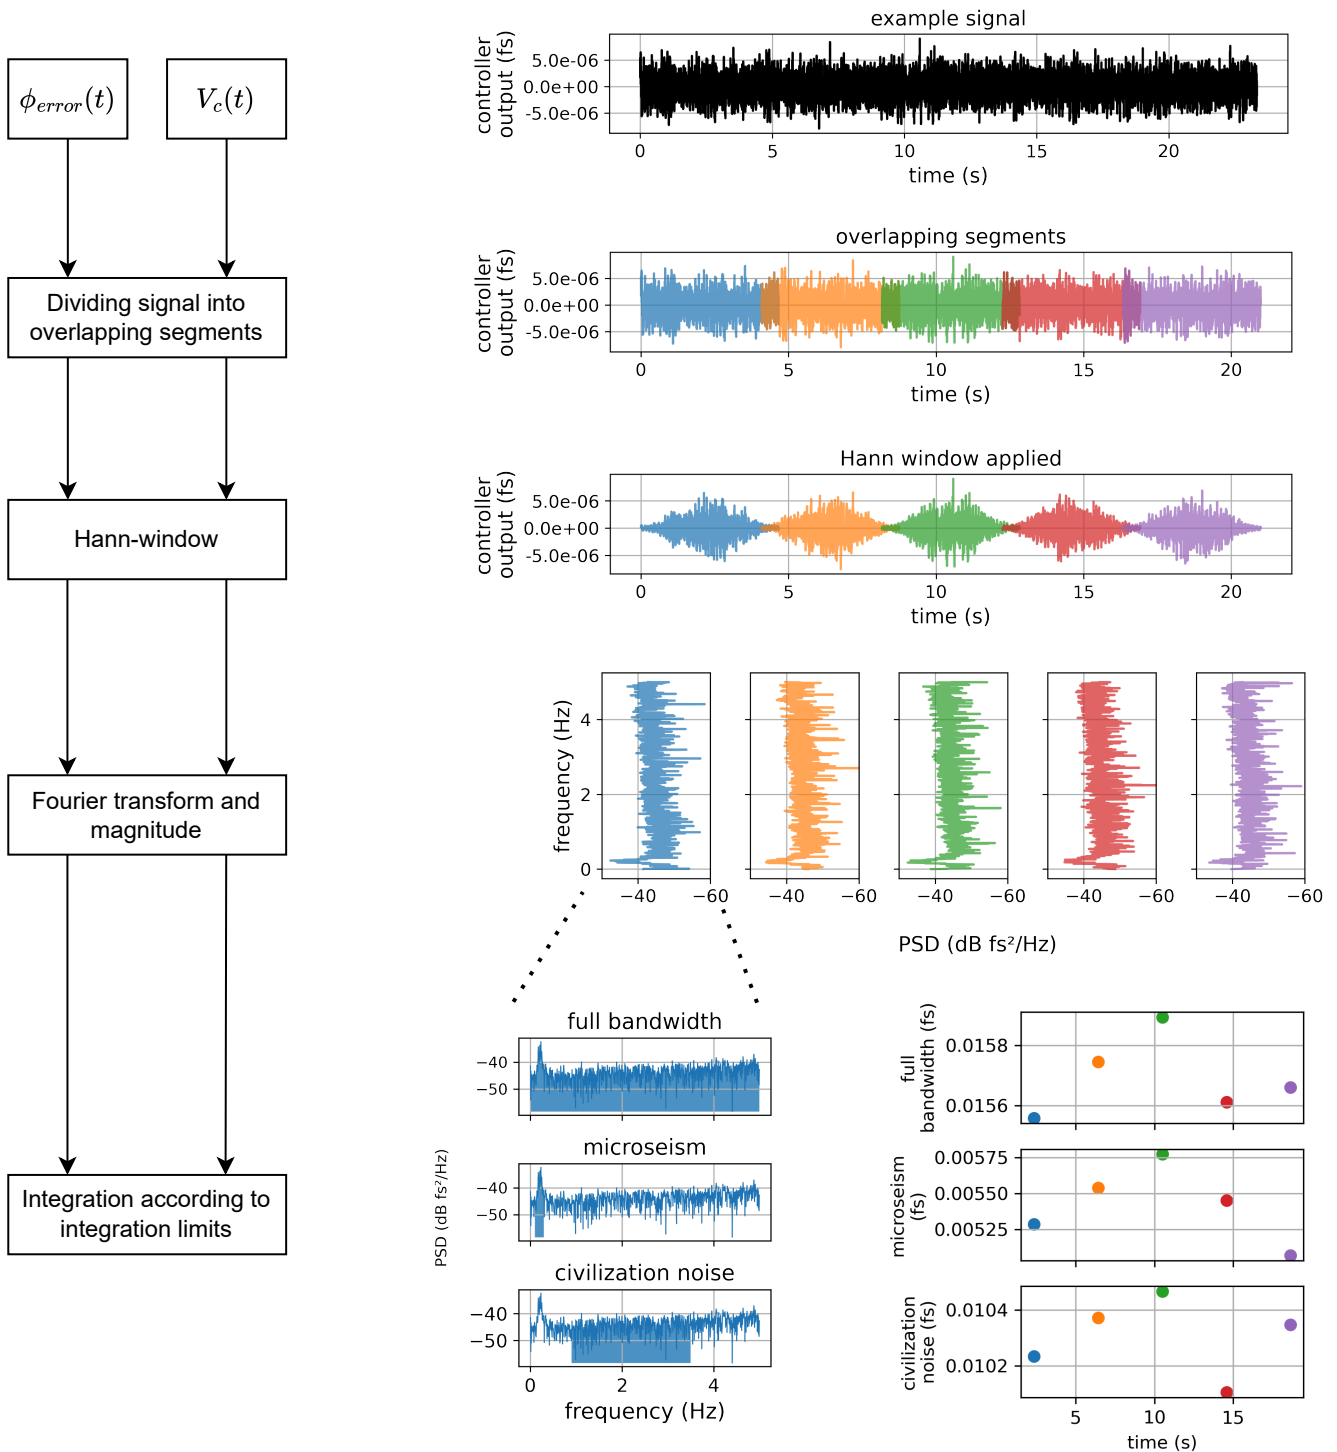 ϕ_error(t)
V_c(t)
Dividing signal into
overlapping segments
Hann-window
Fourier transform and
magnitude
Integration according to
integration limits
example signal
controller
output (fs)
5.0e-06
0.0e+00
-5.0e-06
0 5 10 15 20
time (s)
overlapping segments
controller
output (fs)
5.0e-06
0.0e+00
-5.0e-06
0 5 10 15 20
time (s)
Hann window applied
controller
output (fs)
5.0e-06
0.0e+00
-5.0e-06
0 5 10 15 20
time (s)
frequency (Hz)
4
2
0
−40 −60 −40 −60 −40 −60 −40 −60 −40 −60
PSD (dB fs²/Hz)
full bandwidth
−40
−50
microseism
−40
−50
PSD (dB fs²/Hz)
civilization noise
−40
−50
0 2 4
frequency (Hz)
full
bandwidth (fs)
0.0158
0.0156
microseism
(fs)
0.00575
0.00550
0.00525
civilization
noise (fs)
0.0104
0.0102
5 10 15
time (s)